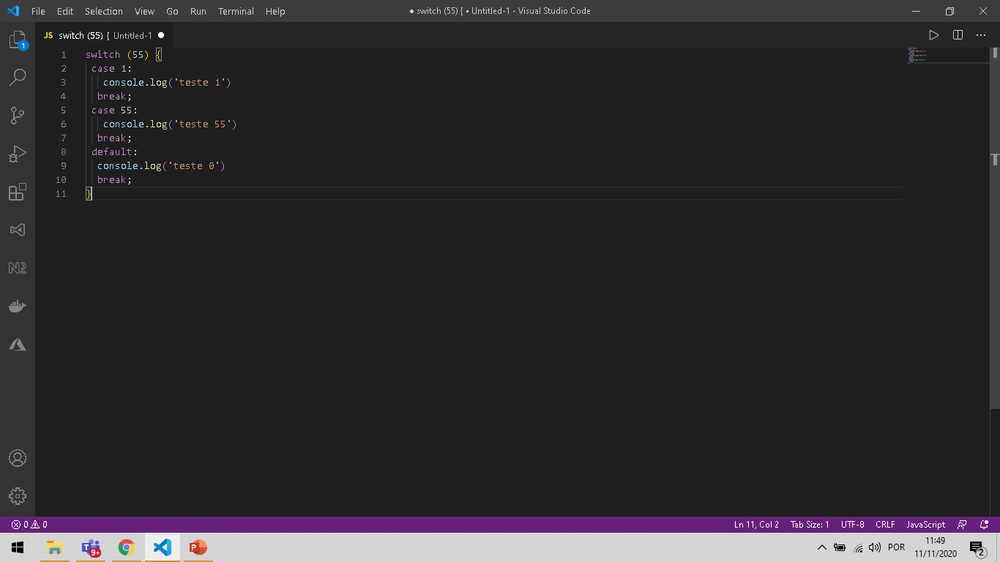 File Edit Selection View Go Run Terminal Help ● switch (55) { • Untitled-1 - Visual Studio Code
JS switch (55) { Untitled-1 ●
1 switch (55) {
2 case 1:
3 console.log('teste 1')
4 break;
5 case 55:
6 console.log('teste 55')
7 break;
8 default:
9 console.log('teste 0')
10 break;
11 }
1
N2
0 0 Ln 11, Col 2 Tab Size: 1 UTF-8 CRLF JavaScript
T 9+ P POR 11:49
11/11/2020 2